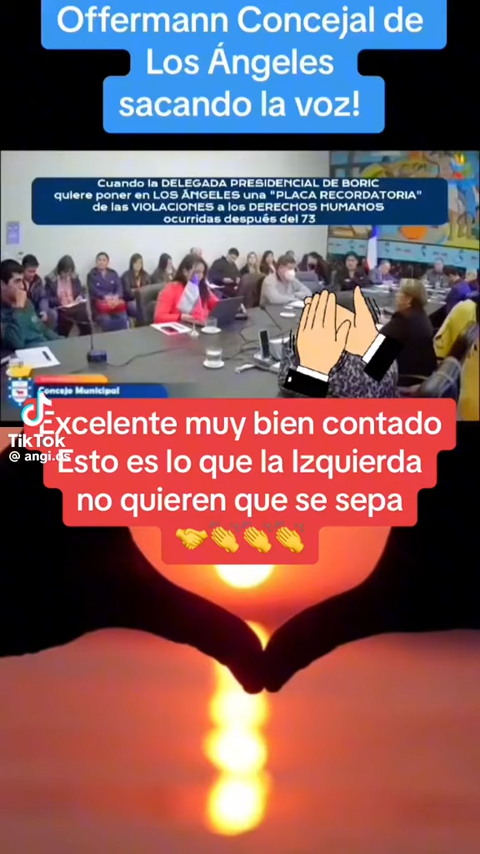 Offermann Concejal de
Los Ángeles
sacando la voz!
Cuando la DELEGADA PRESIDENCIAL DE BORIC
quiere poner en LOS ÁNGELES una "PLACA RECORDATORIA"
de las VIOLACIONES a los DERECHOS HUMANOS
ocurridas después del 73
Concejo Municipal
Excelente muy bien contado
Esto es lo que la Izquierda
no quieren que se sepa
🤝👏👏👏
TikTok
@ angi.cs